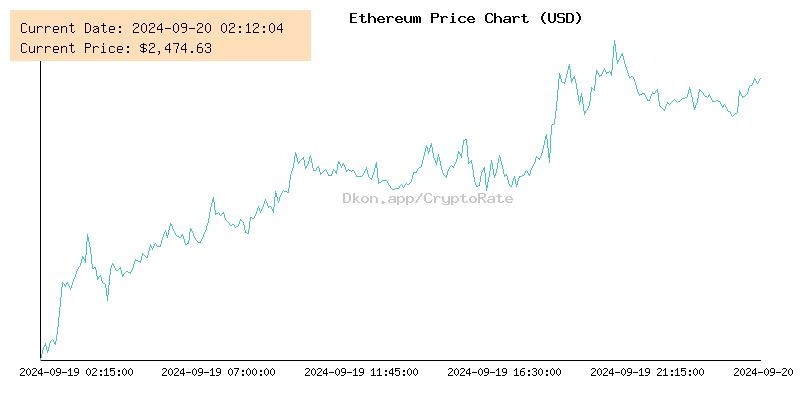 Ethereum Price Chart (USD)
Current Date: 2024-09-20 02:12:04
Current Price: $2,474.63
Dkon.app/CryptoRate
2024-09-19 02:15:00 2024-09-19 07:00:00 2024-09-19 11:45:00 2024-09-19 16:30:00 2024-09-19 21:15:00 2024-09-20